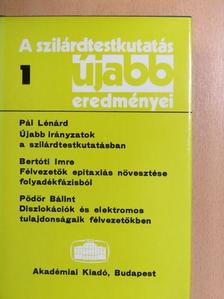 A szilárdtestkutatás
1 újabb
eredményei
Pál Lénárd
Újabb irányzatok
a szilárdtestkutatásban
Bertóti Imre
Félvezetők epitaxiás növesztése
folyadékfázisból
Pődör Bálint
Diszlokációk és elektromos
tulajdonságaik félvezetőkben
Akadémiai Kiadó, Budapest